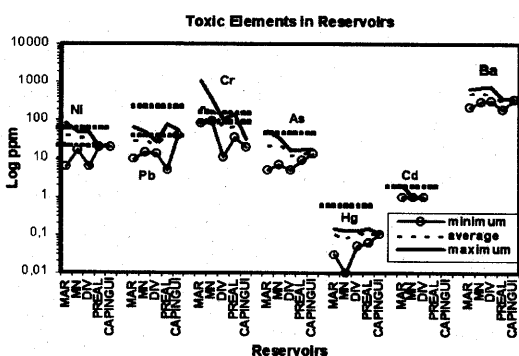 Toxic Elements in Reservoirs
10000
1000
100
10
1
0,1
0,01
Log ppm
Ni
Pb
Cr
As
Hg
Cd
Ba
minimum
average
maximum
MAR
MN
DIV
PREAL
CAPINGUI
MAR
MN
DIV
PREAL
CAPINGUI
MAR
MN
DIV
PREAL
CAPINGUI
MAR
MN
DIV
PREAL
CAPINGUI
MAR
MN
DIV
PREAL
CAPINGUI
MAR
MN
DIV
PREAL
CAPINGUI
MAR
MN
DIV
PREAL
CAPINGUI
Reservoirs